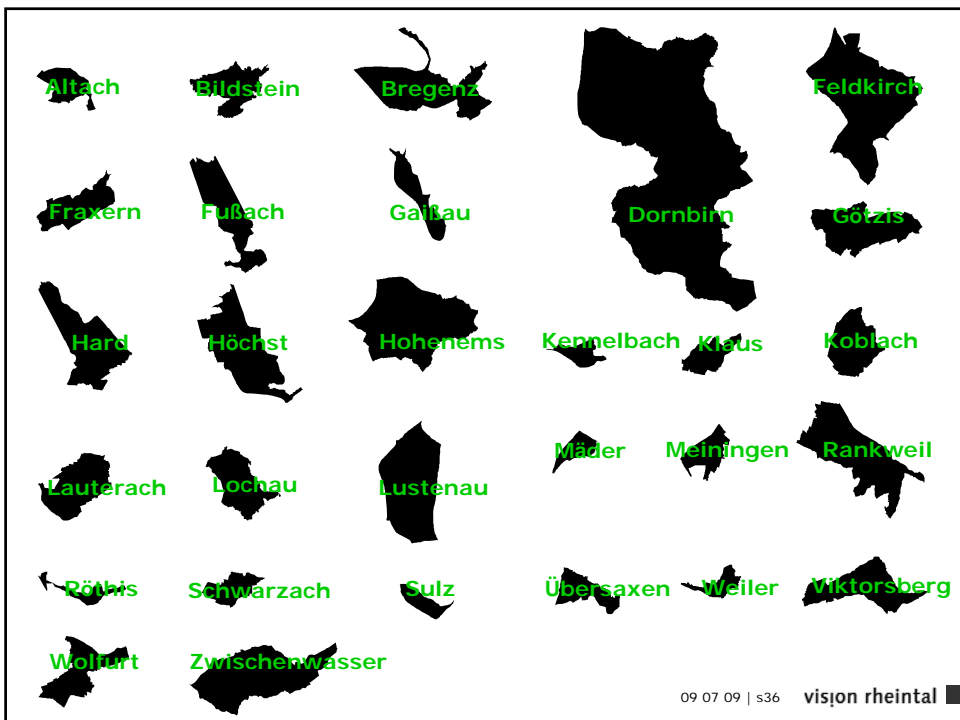 Altach
Bildstein
Bregenz
Feldkirch
Fraxern
Fußach
Gaißau
Dornbirn
Götzis
Hard
Höchst
Hohenems
Kennelbach
Klaus
Koblach
Lauterach
Lochau
Lustenau
Mäder
Meiningen
Rankweil
Röthis
Schwarzach
Sulz
Übersaxen
Weiler
Viktorsberg
Wolfurt
Zwischenwasser
09 07 09 | s36
vision rheintal